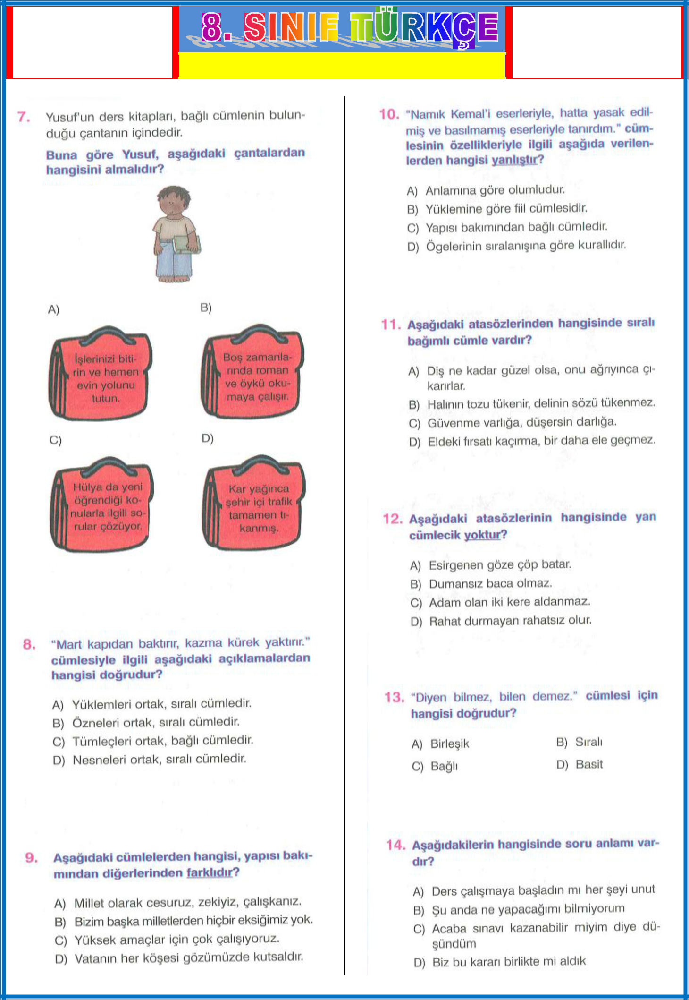 8. SINIF TÜRKÇE
7. Yusuf'un ders kitapları, bağlı cümlenin bulun-
duğu çantanın içindedir.
Buna göre Yusuf, aşağıdaki çantalardan
hangisini almalıdır?
A)
İşlerinizi biti-
rin ve hemen
evin yolunu
tutun.
B)
Boş zamanla-
rında roman
ve öykü oku-
maya çalışır.
C)
Hülya da yeni
öğrendiği ko-
nularla ilgili so-
rular çözüyor.
D)
Kar yağınca
şehir içi trafik
tamamen tı-
kanmış.
8. “Mart kapıdan baktırır, kazma kürek yaktırır.”
cümlesiyle ilgili aşağıdaki açıklamalardan
hangisi doğrudur?
A) Yüklemleri ortak, sıralı cümledir.
B) Özneleri ortak, sıralı cümledir.
C) Tümleçleri ortak, bağlı cümledir.
D) Nesneleri ortak, sıralı cümledir.
9. Aşağıdaki cümlelerden hangisi, yapısı bakı-
mından diğerlerinden farklıdır?
A) Millet olarak cesuruz, zekiyiz, çalışkanız.
B) Bizim başka milletlerden hiçbir eksiğimiz yok.
C) Yüksek amaçlar için çok çalışıyoruz.
D) Vatanın her köşesi gözümüzde kutsaldır.
10. “Namık Kemal'i eserleriyle, hatta yasak edil-
miş ve basılmamış eserleriyle tanırdım.” cüm-
lesinin özellikleriyle ilgili aşağıda verilen-
lerden hangisi yanlıştır?
A) Anlamına göre olumludur.
B) Yüklemine göre fiil cümlesidir.
C) Yapısı bakımından bağlı cümledir.
D) Ögelerinin sıralanışına göre kurallıdır.
11. Aşağıdaki atasözlerinden hangisinde sıralı
bağımlı cümle vardır?
A) Diş ne kadar güzel olsa, onu ağrıyınca çı-
karırlar.
B) Halının tozu tükenir, delinin sözü tükenmez.
C) Güvenme varlığa, düşersin darlığa.
D) Eldeki fırsatı kaçırma, bir daha ele geçmez.
12. Aşağıdaki atasözlerinin hangisinde yan
cümlecik yoktur?
A) Esirgenen göze çöp batar.
B) Dumansız baca olmaz.
C) Adam olan iki kere aldanmaz.
D) Rahat durmayan rahatsız olur.
13. “Diyen bilmez, bilen demez.” cümlesi için
hangisi doğrudur?
A) Birleşik B) Sıralı
C) Bağlı D) Basit
14. Aşağıdakilerin hangisinde soru anlamı var-
dır?
A) Ders çalışmaya başladın mı her şeyi unut
B) Şu anda ne yapacağımı bilmiyorum
C) Acaba sınavı kazanabilir miyim diye dü-
şündüm
D) Biz bu kararı birlikte mi aldık